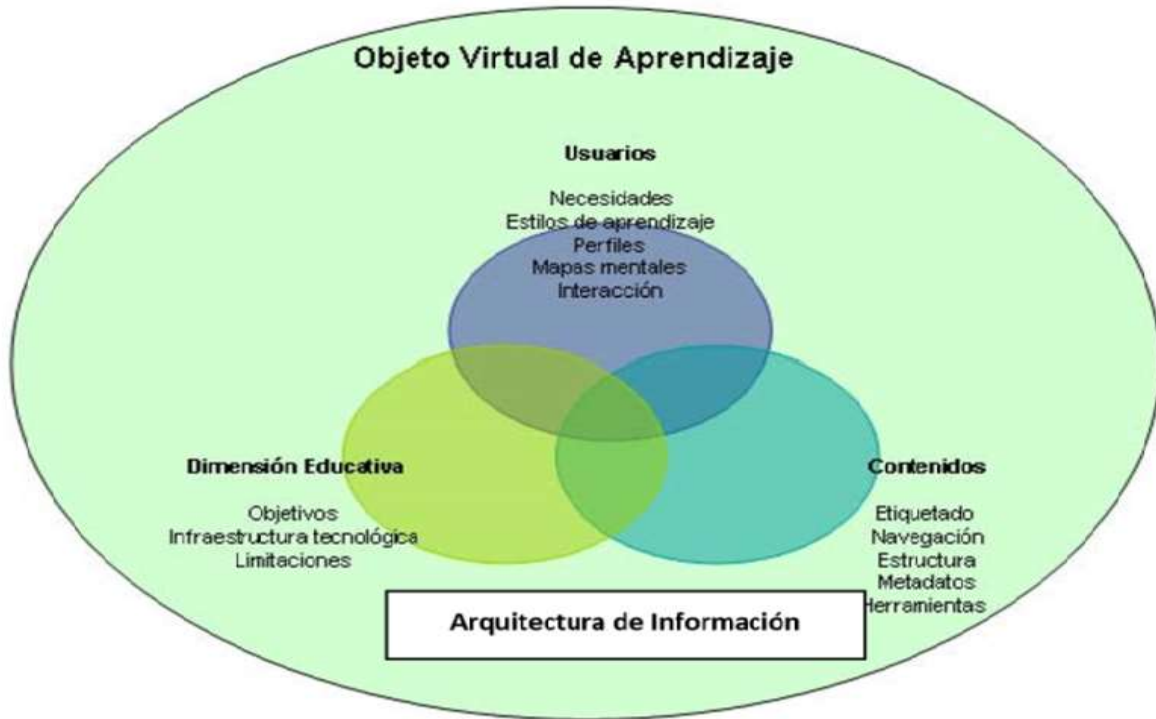 Objeto Virtual de Aprendizaje
Usuarios
Necesidades
Estilos de aprendizaje
Perfiles
Mapas mentales
Interacción
Dimensión Educativa
Objetivos
Infraestructura tecnológica
Limitaciones
Contenidos
Etiquetado
Navegación
Estructura
Metadatos
Herramientas
Arquitectura de Información